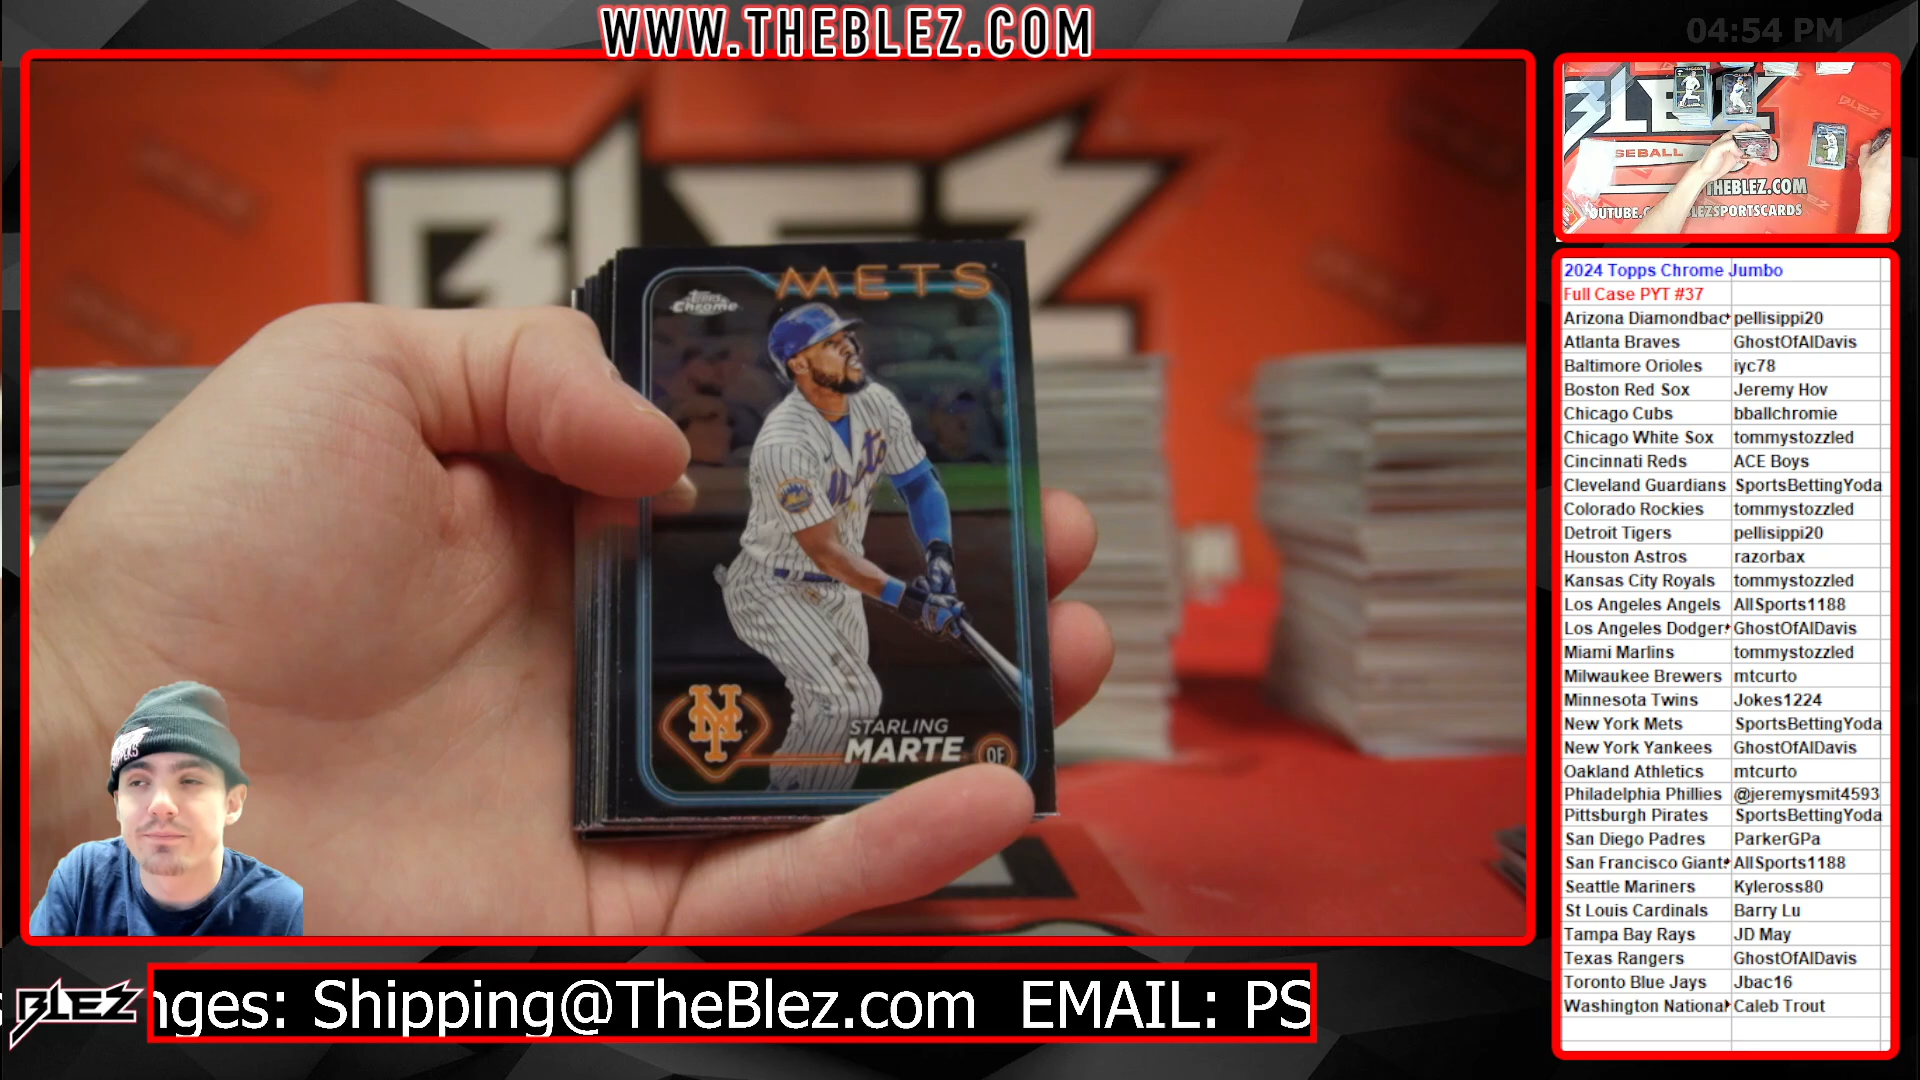 WWW.THEBLEZ.COM
04:54 PM
BLEZ
METS
Topps
Chrome
Mets
NY
STARLING
MARTE
OF
BLEZ
SEBALL
THEBLEZ.COM
OUTUBE.C
LEZSPORTSCARDS
2024 Topps Chrome Jumbo
Full Case PYT #37
Arizona Diamondbac pellisippi20
Atlanta Braves GhostOfAlDavis
Baltimore Orioles iyc78
Boston Red Sox Jeremy Hov
Chicago Cubs bballchromie
Chicago White Sox tommystozzled
Cincinnati Reds ACE Boys
Cleveland Guardians SportsBettingYoda
Colorado Rockies tommystozzled
Detroit Tigers pellisippi20
Houston Astros razorbax
Kansas City Royals tommystozzled
Los Angeles Angels AllSports1188
Los Angeles Dodger GhostOfAlDavis
Miami Marlins tommystozzled
Milwaukee Brewers mtcurto
Minnesota Twins Jokes1224
New York Mets SportsBettingYoda
New York Yankees GhostOfAlDavis
Oakland Athletics mtcurto
Philadelphia Phillies @jeremysmit4593
Pittsburgh Pirates SportsBettingYoda
San Diego Padres ParkerGPa
San Francisco Giant AllSports1188
Seattle Mariners Kyleross80
St Louis Cardinals Barry Lu
Tampa Bay Rays JD May
Texas Rangers GhostOfAlDavis
Toronto Blue Jays Jbac16
Washington National Caleb Trout
BLEZ
nges: Shipping@TheBlez.com EMAIL: PS